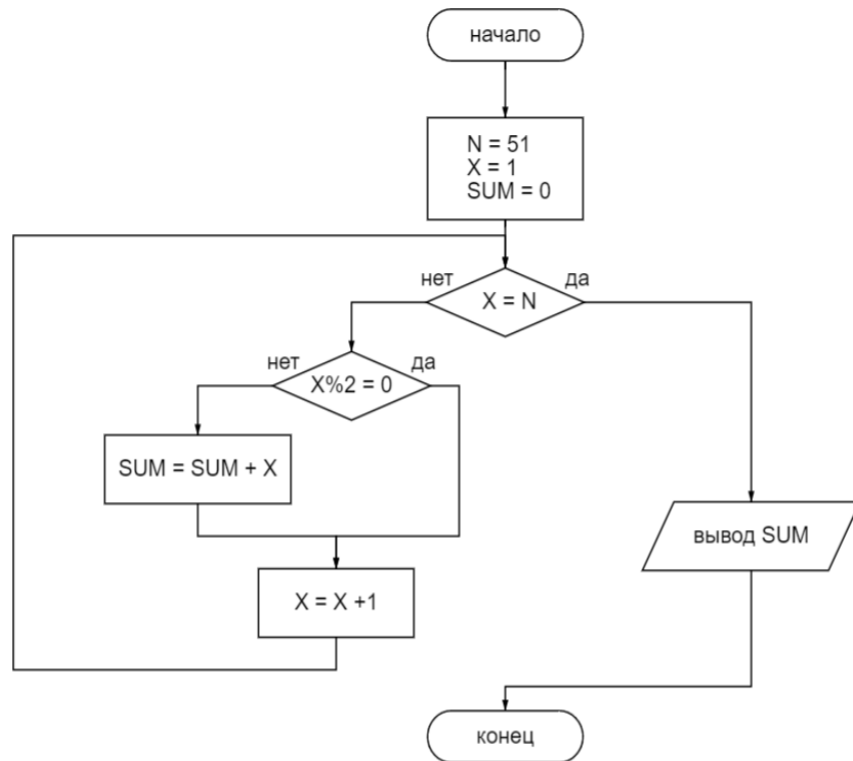 начало
N = 51
X = 1
SUM = 0
нет
да
X = N
нет
да
X%2 = 0
SUM = SUM + X
вывод SUM
X = X +1
конец